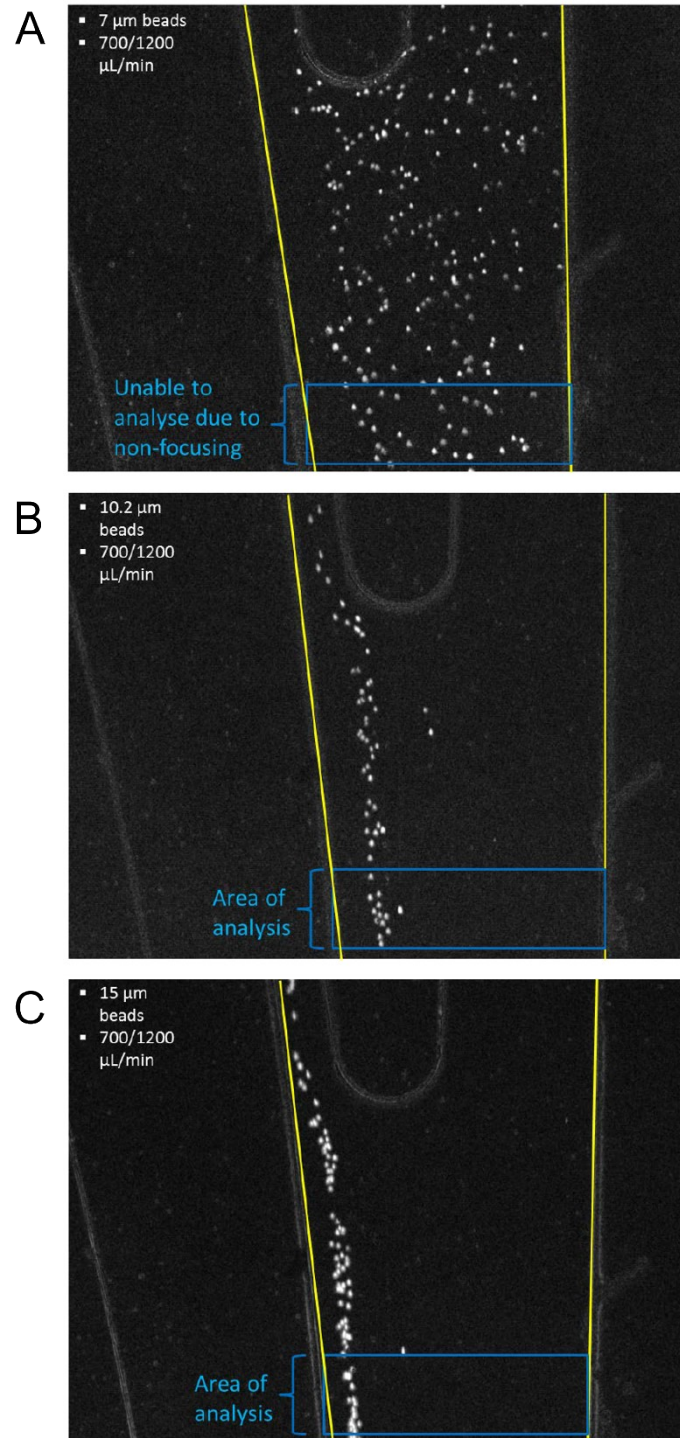 A
▪ 7 µm beads
▪ 700/1200
µL/min
Unable to
analyse due to
non-focusing
B
▪ 10.2 µm
beads
▪ 700/1200
µL/min
Area of
analysis
C
▪ 15 µm
beads
▪ 700/1200
µL/min
Area of
analysis